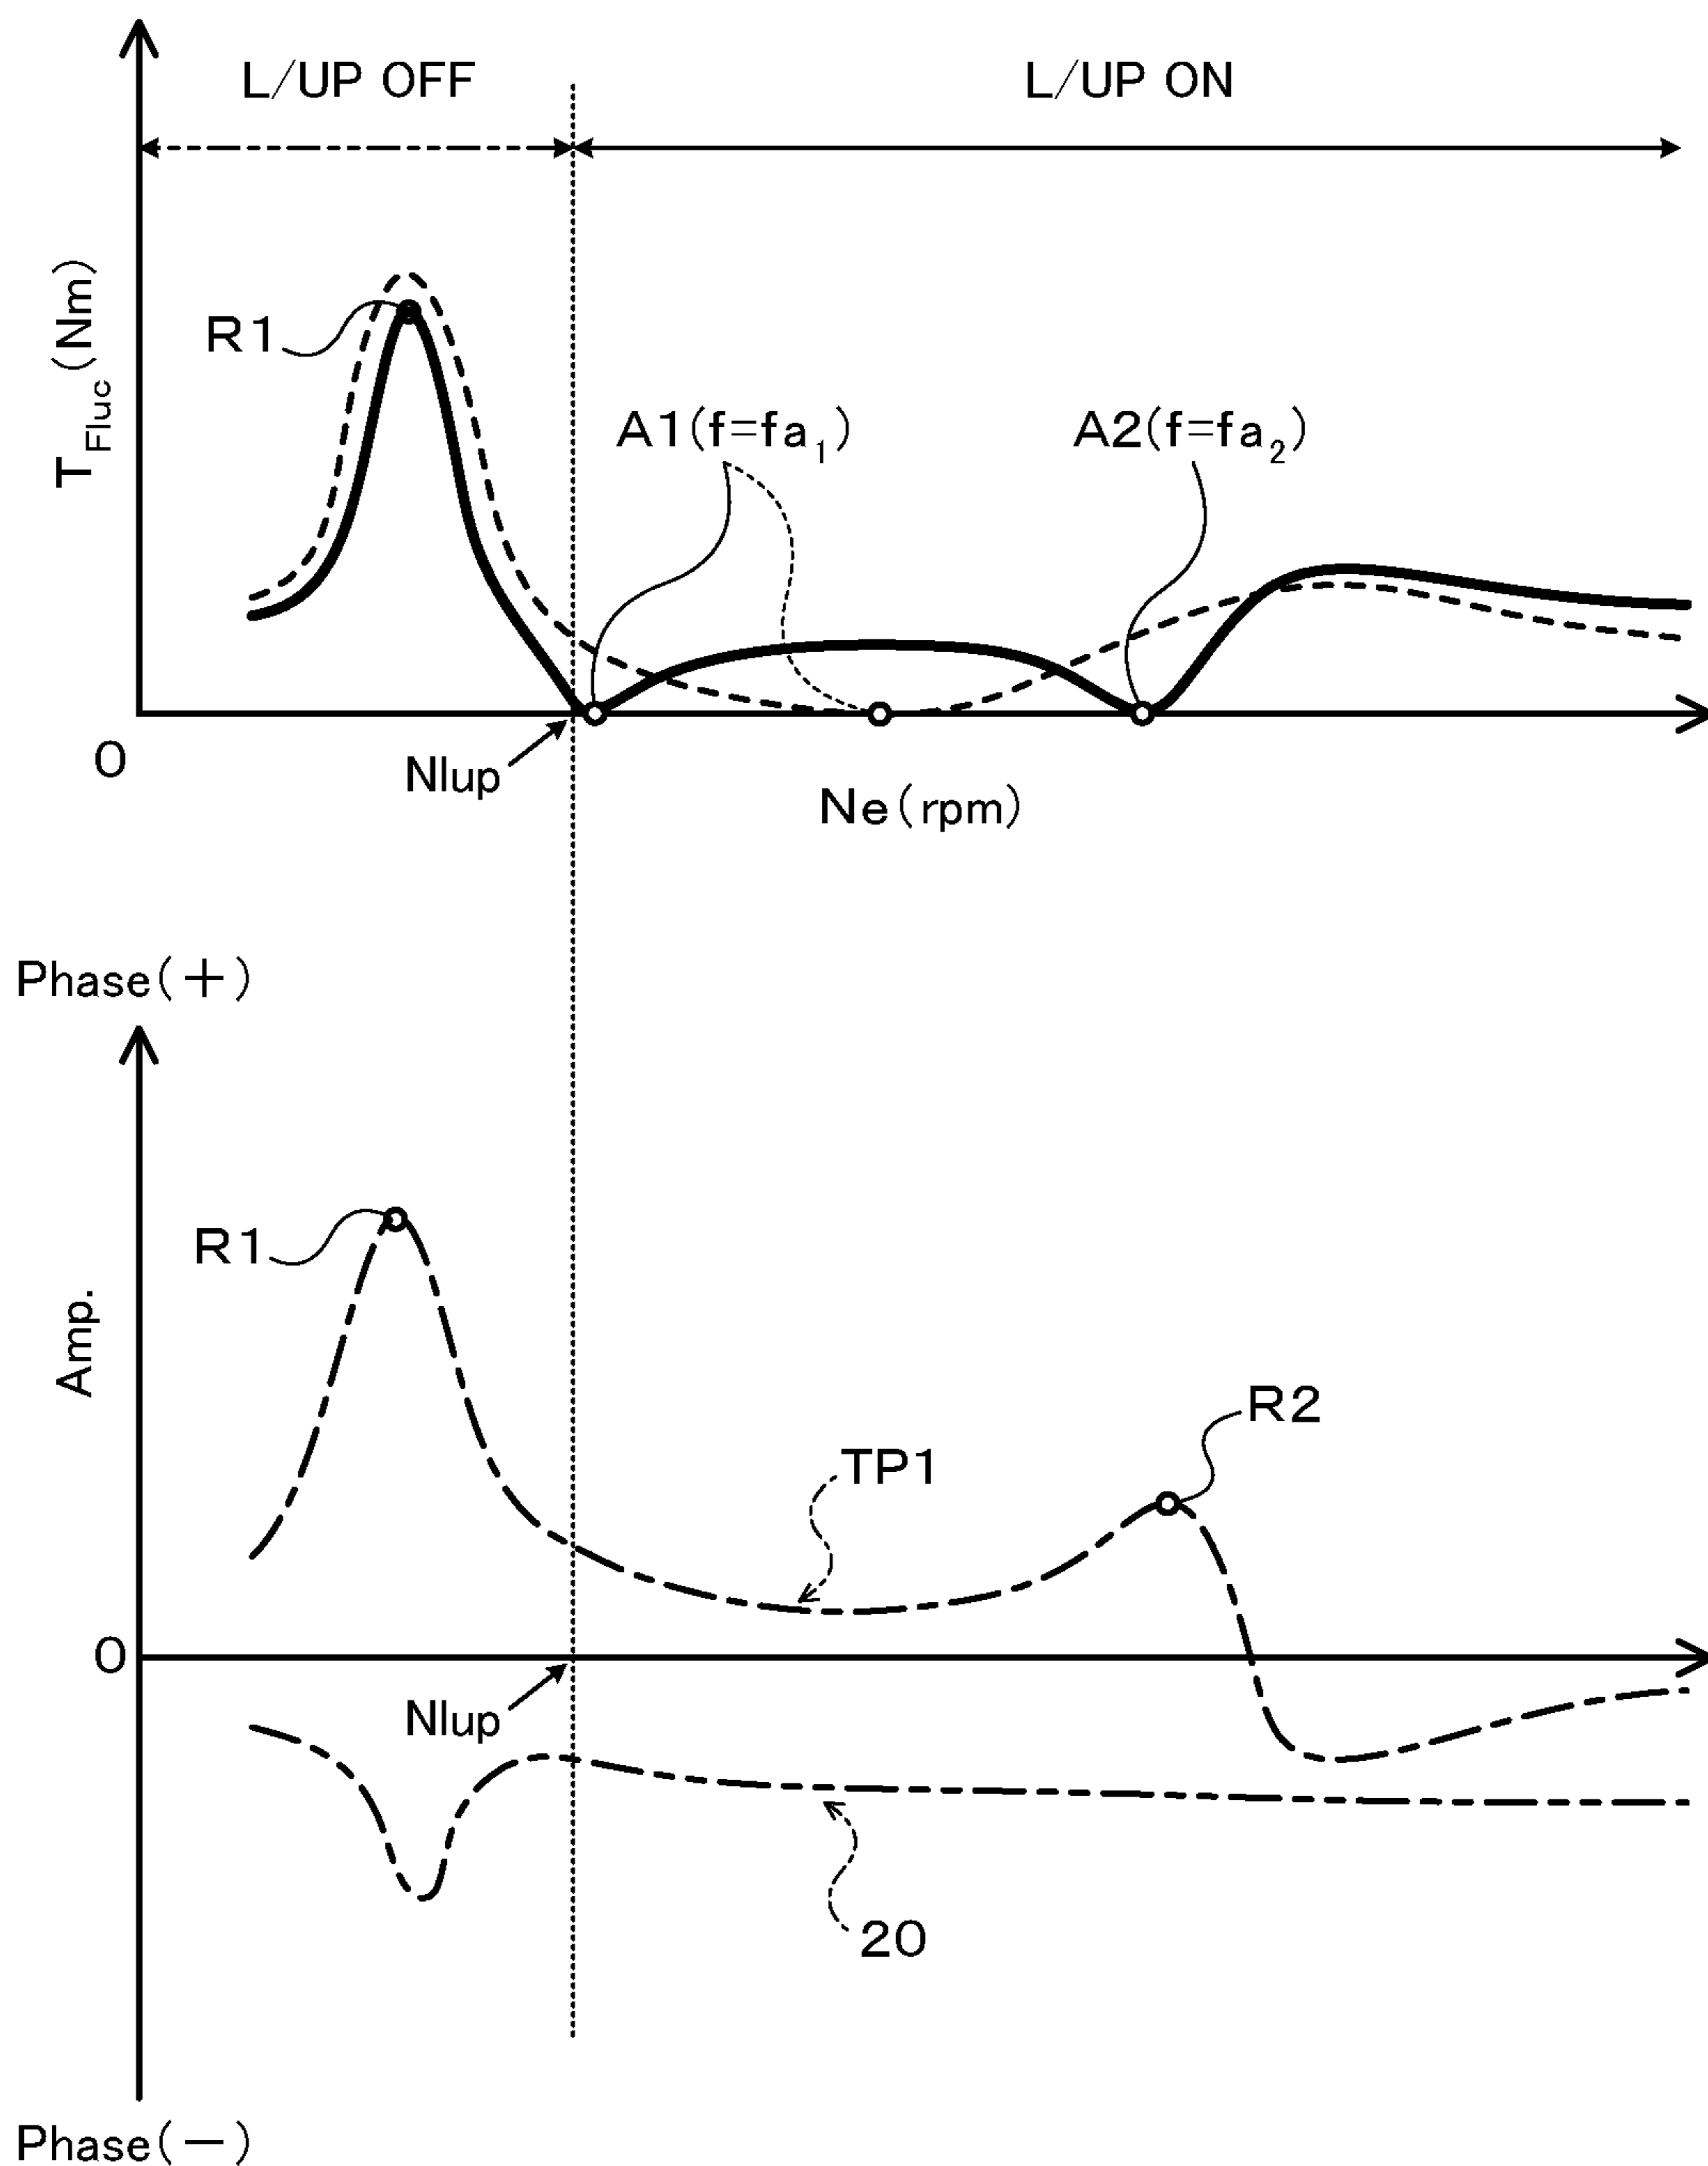 L/UP OFF
L/UP ON
T_Fluc(Nm)
R1
A1(f=fa₁)
A2(f=fa₂)
0
Nlup
Ne(rpm)
Phase(+)
R1
Amp.
R2
TP1
0
Nlup
20
Phase(−)